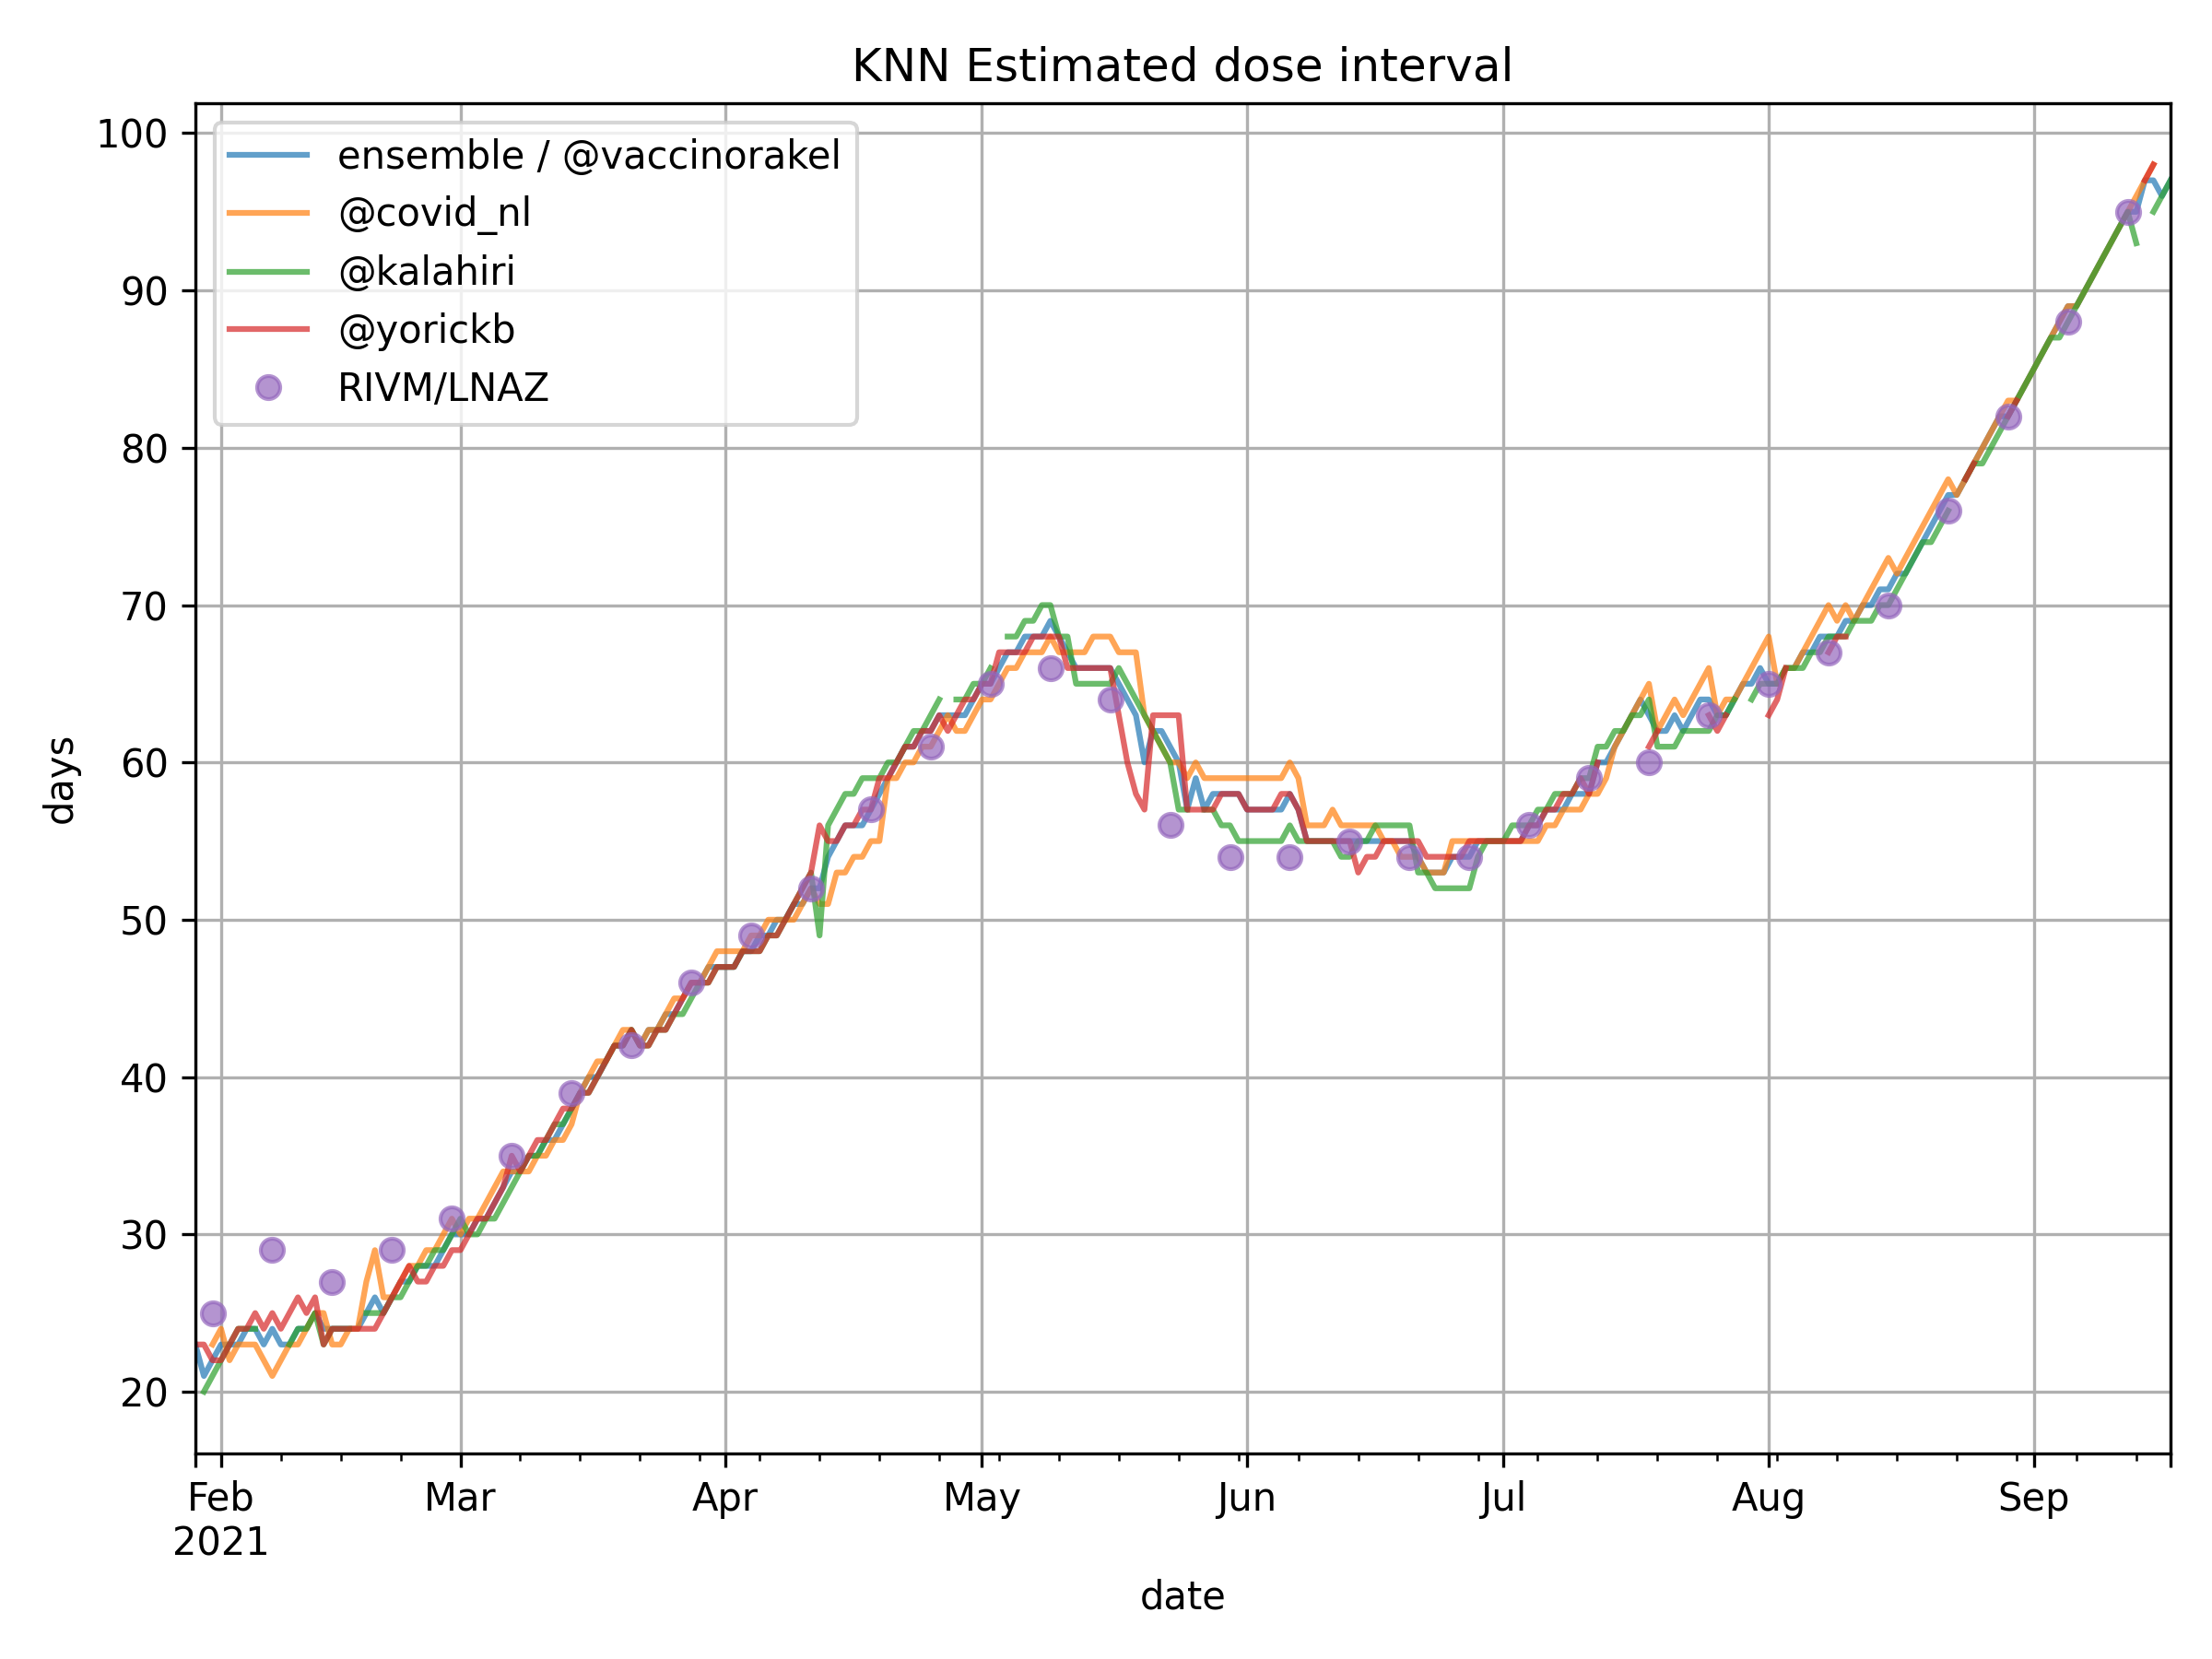 KNN Estimated dose interval
ensemble / @vaccinorakel
@covid_nl
@kalahiri
@yorickb
RIVM/LNAZ
100
90
80
70
60
50
40
30
20
days
Feb Mar Apr May Jun Jul Aug Sep
2021
date